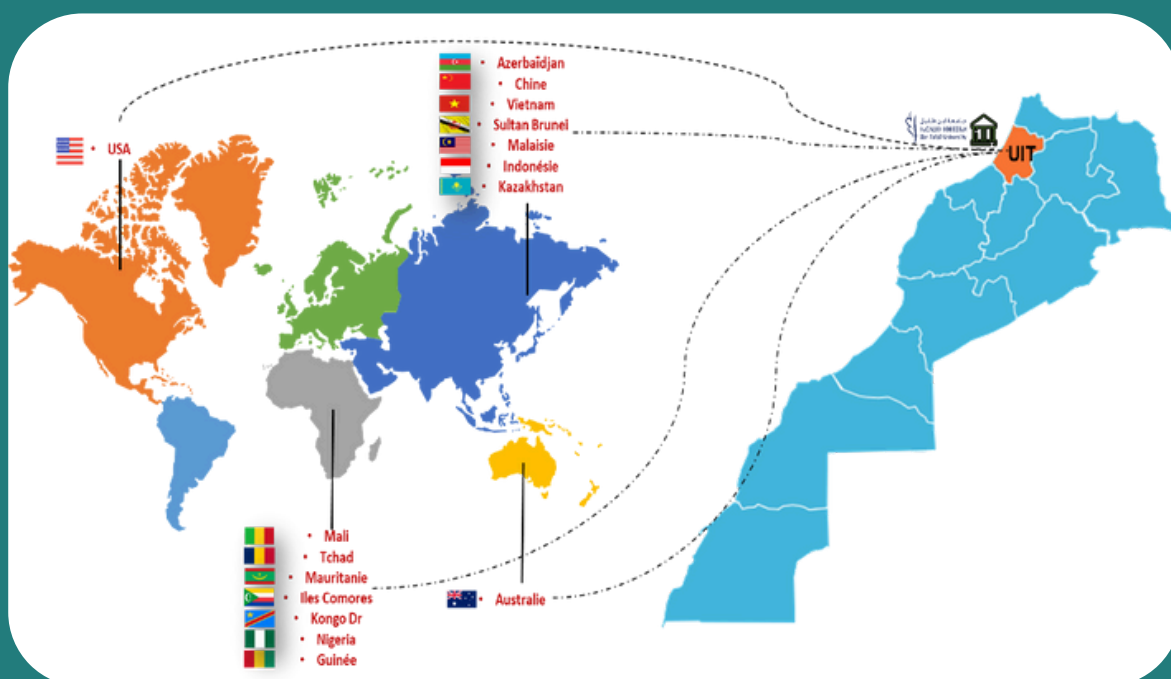 USA
Azerbaïdjan
Chine
Vietnam
Sultan Brunei
Malaisie
Indonésie
Kazakhstan
UIT
Mali
Tchad
Mauritanie
Iles Comores
Kongo Dr
Nigeria
Guinée
Australie